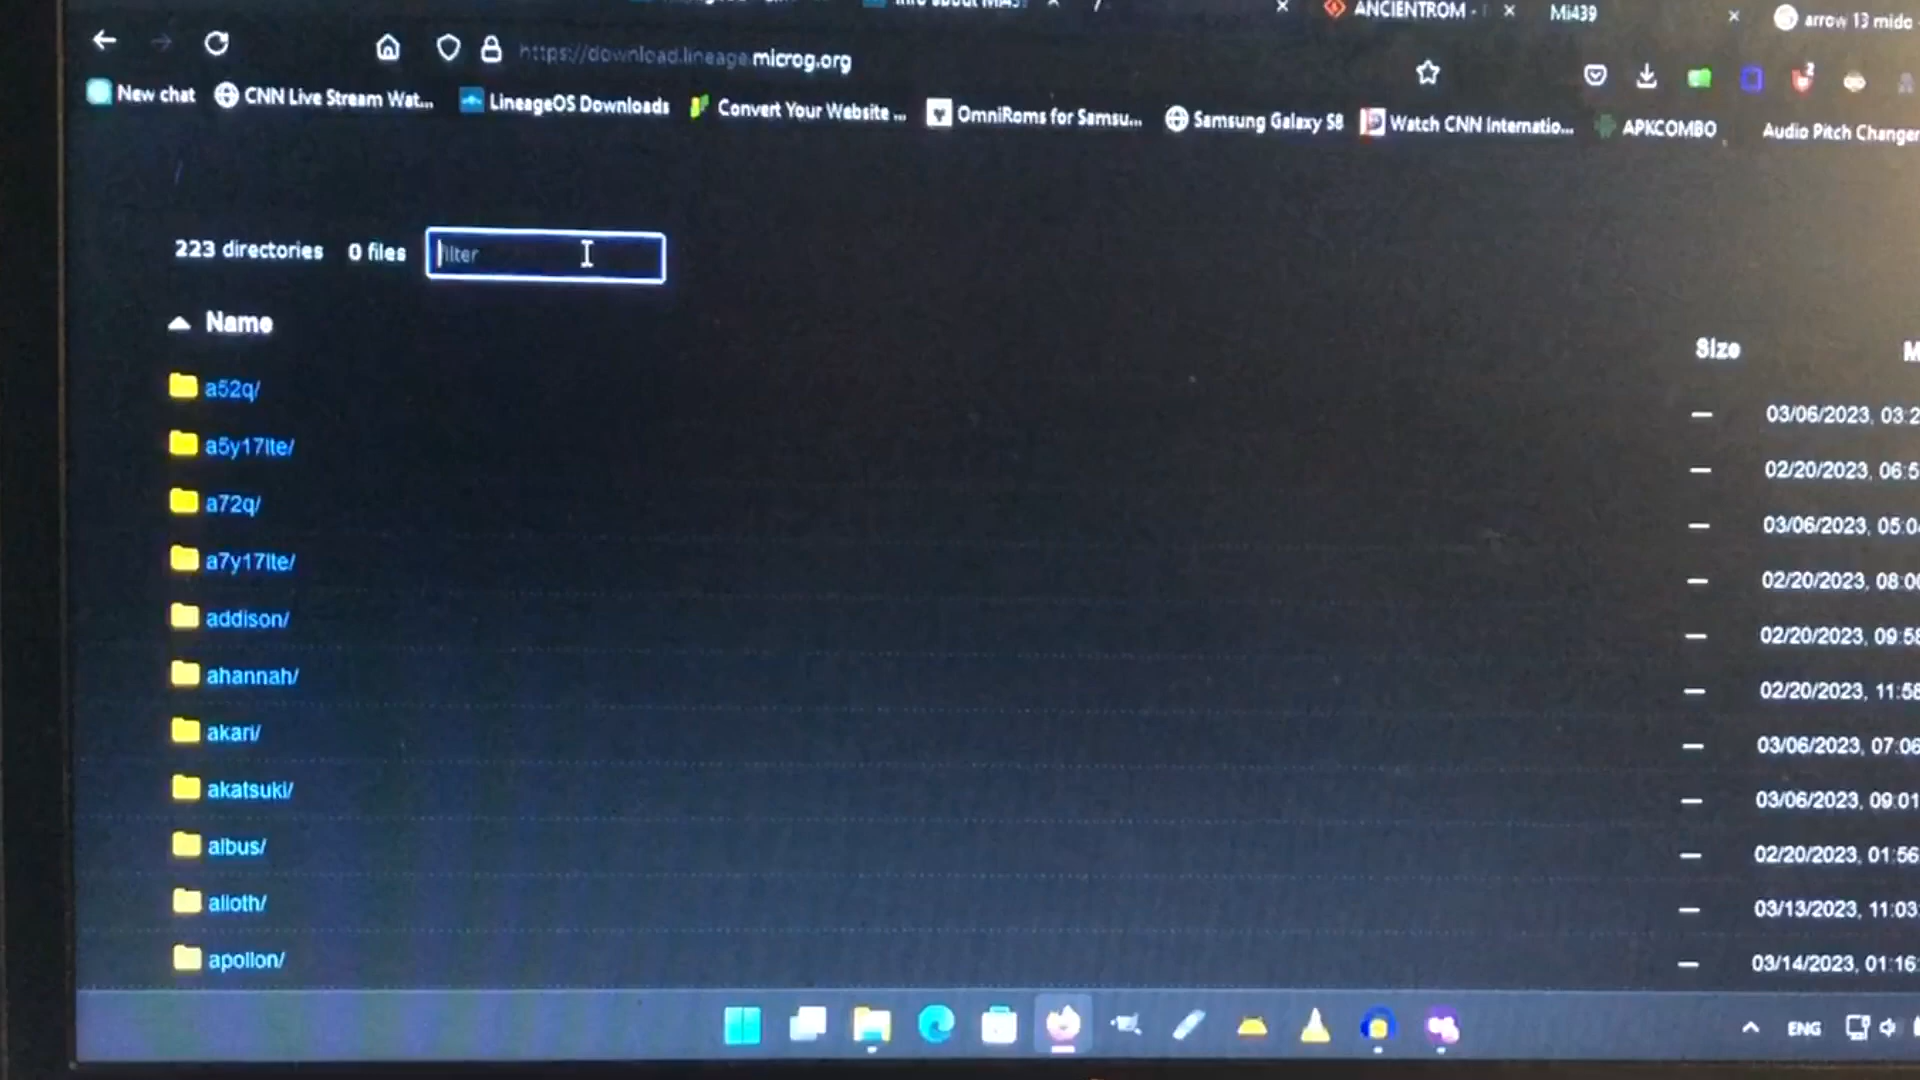 ANCIENTROM -
Mi439
arrow 13 mido
https://download.lineage.microg.org
New chat
CNN Live Stream Wat...
LineageOS Downloads
Convert Your Website ...
OmniRoms for Samsu...
Samsung Galaxy S8
Watch CNN Internatio...
APKCOMBO
Audio Pitch Changer
/
223 directories 0 files filter
Name Size M
a52q/ — 03/06/2023, 03:2
a5y17lte/ — 02/20/2023, 06:5
a72q/ — 03/06/2023, 05:0
a7y17lte/ — 02/20/2023, 08:00
addison/ — 02/20/2023, 09:58
ahannah/ — 02/20/2023, 11:58
akari/ — 03/06/2023, 07:06
akatsuki/ — 03/06/2023, 09:01
albus/ — 02/20/2023, 01:56
alioth/ — 03/13/2023, 11:03
apollon/ — 03/14/2023, 01:16
ENG